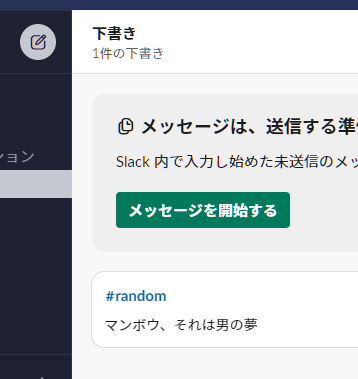 下書き
1件の下書き
ション
メッセージは、送信する準
Slack 内で入力し始めた未送信のメッ
メッセージを開始する
#random
マンボウ、それは男の夢